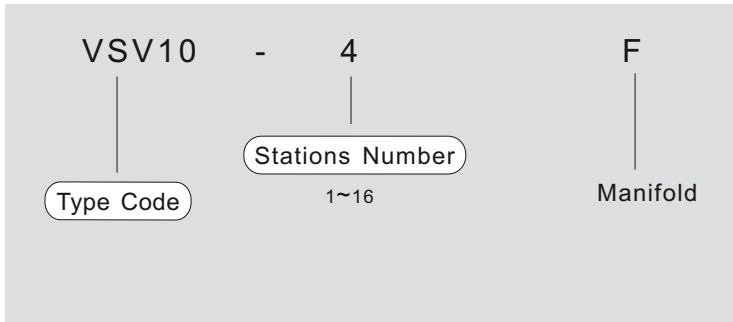 VSV10 - 4 F
Stations Number
Type Code
1~16
Manifold